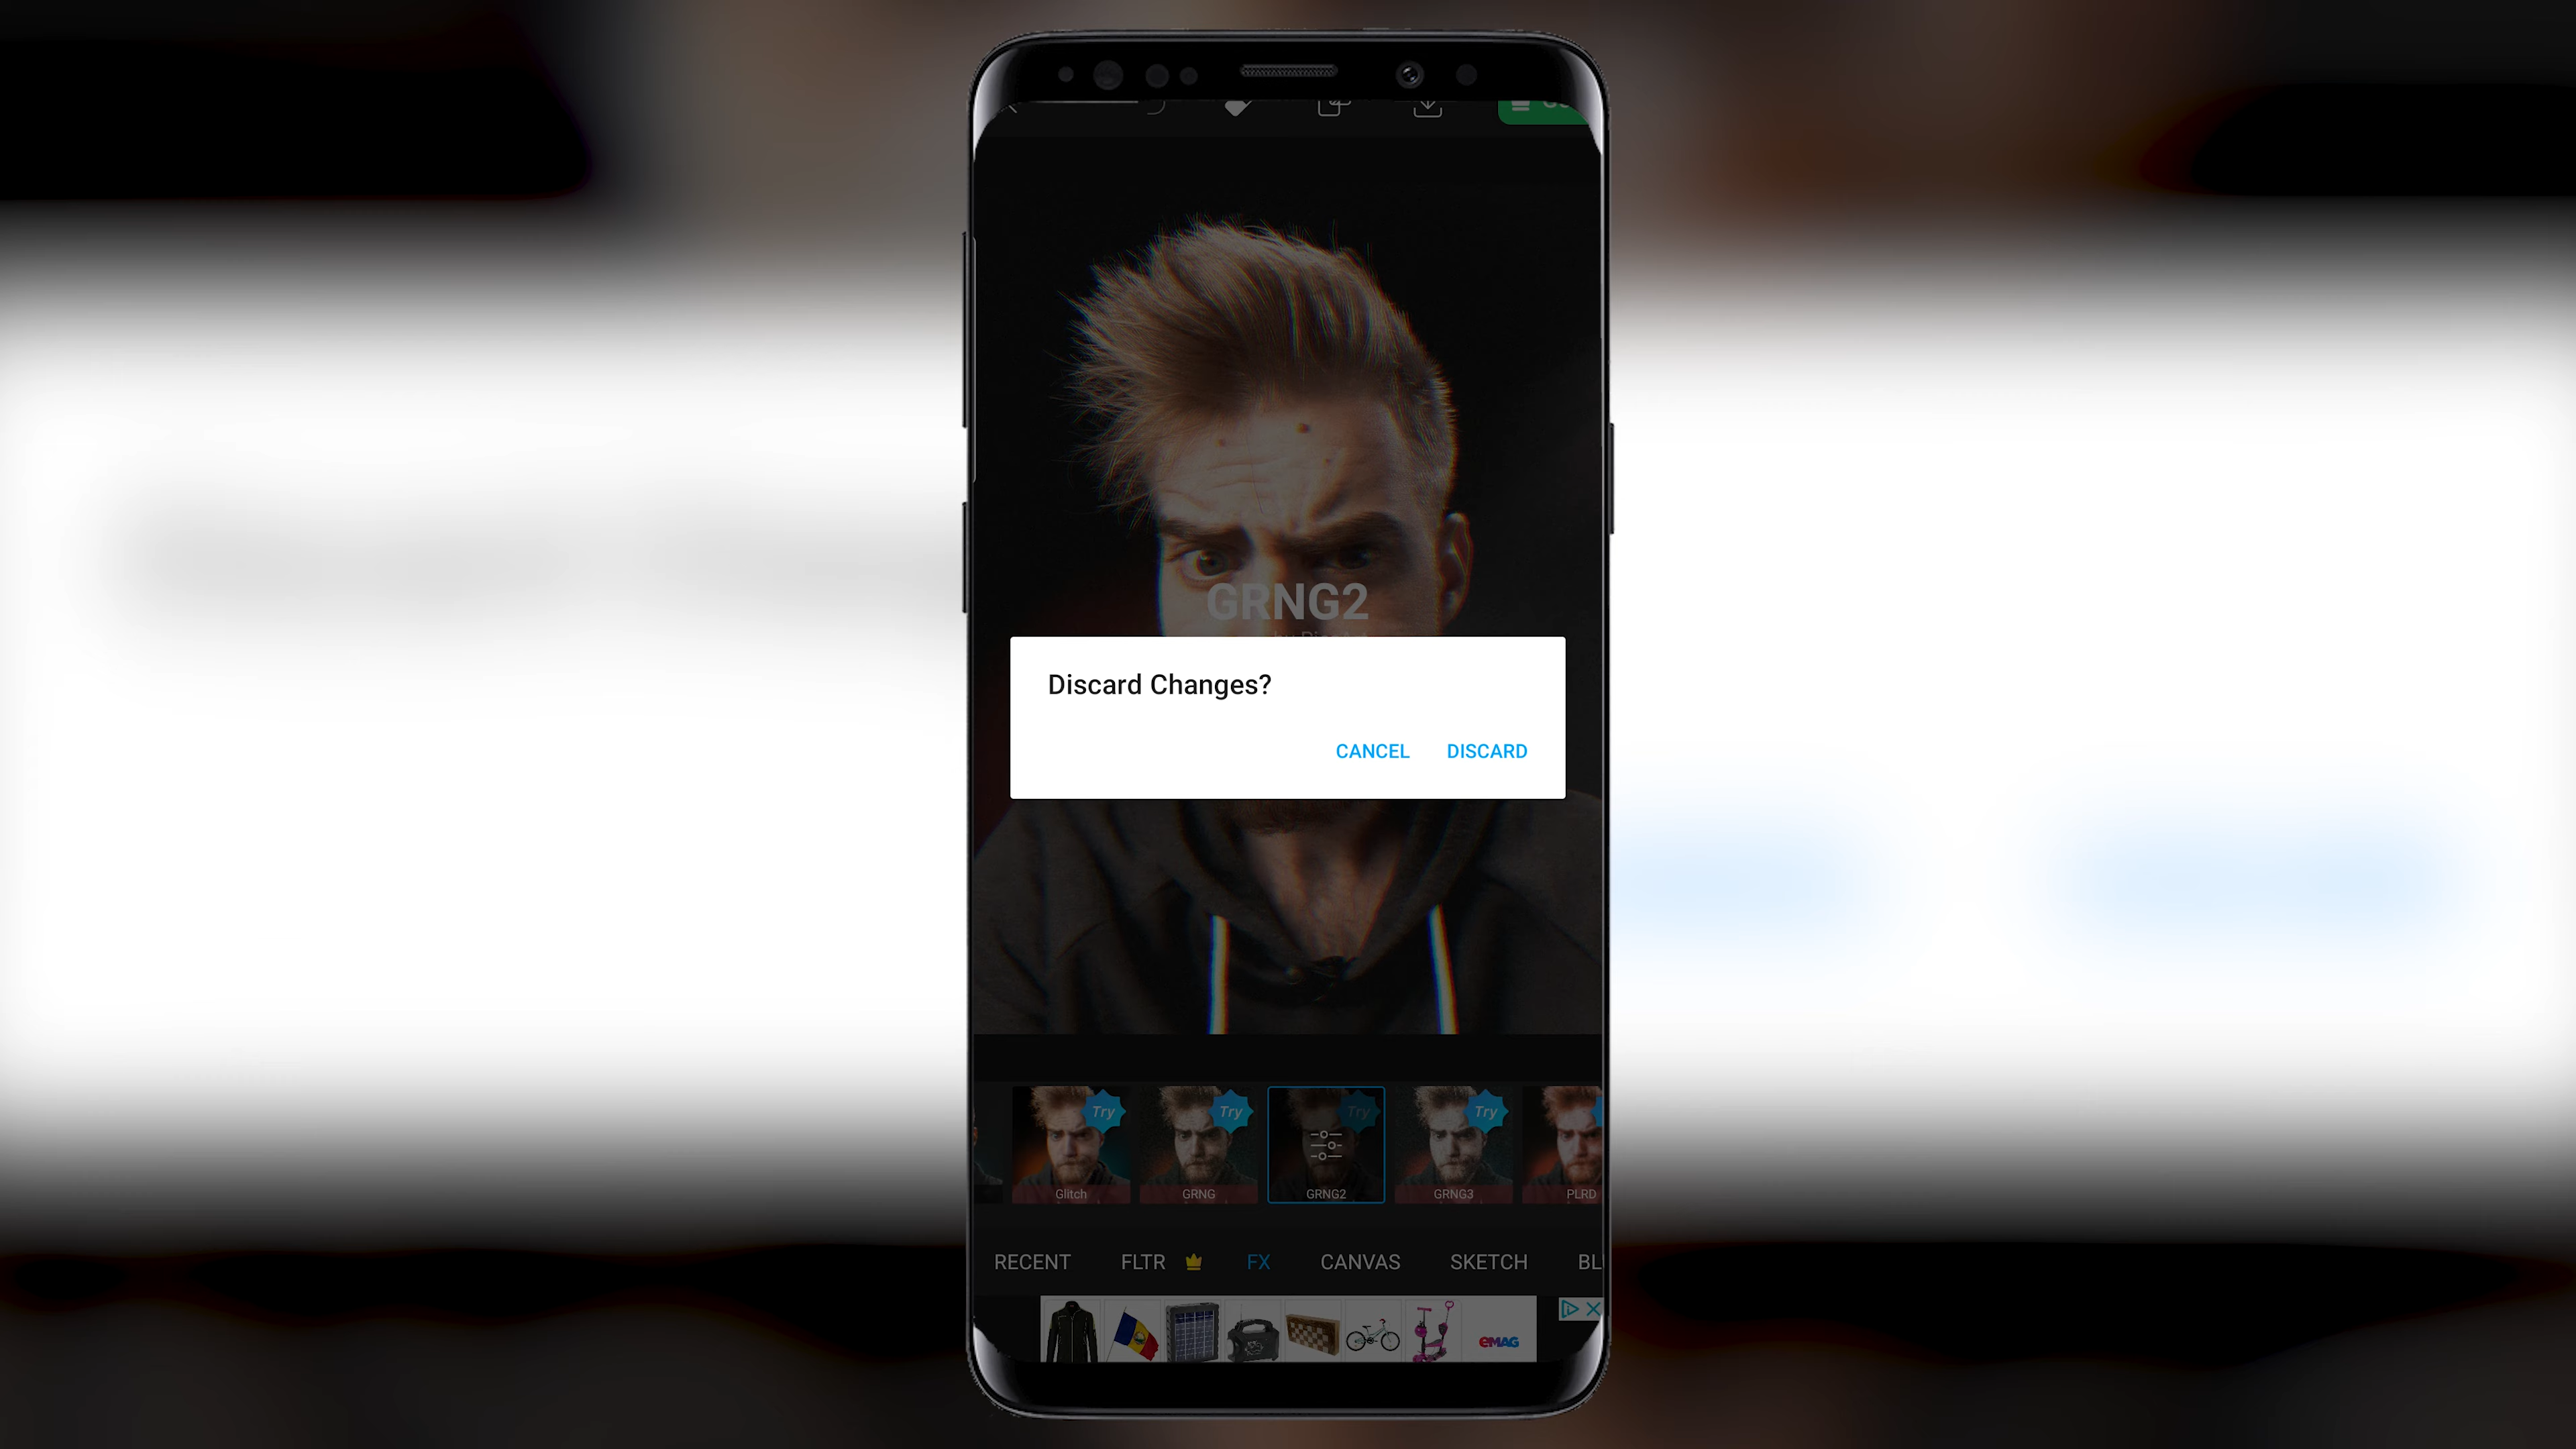 GRNG2
Discard Changes?
CANCEL DISCARD
Try Try Try Try
Glitch GRNG GRNG2 GRNG3 PLRD
RECENT FLTR FX CANVAS SKETCH BL
eMAG